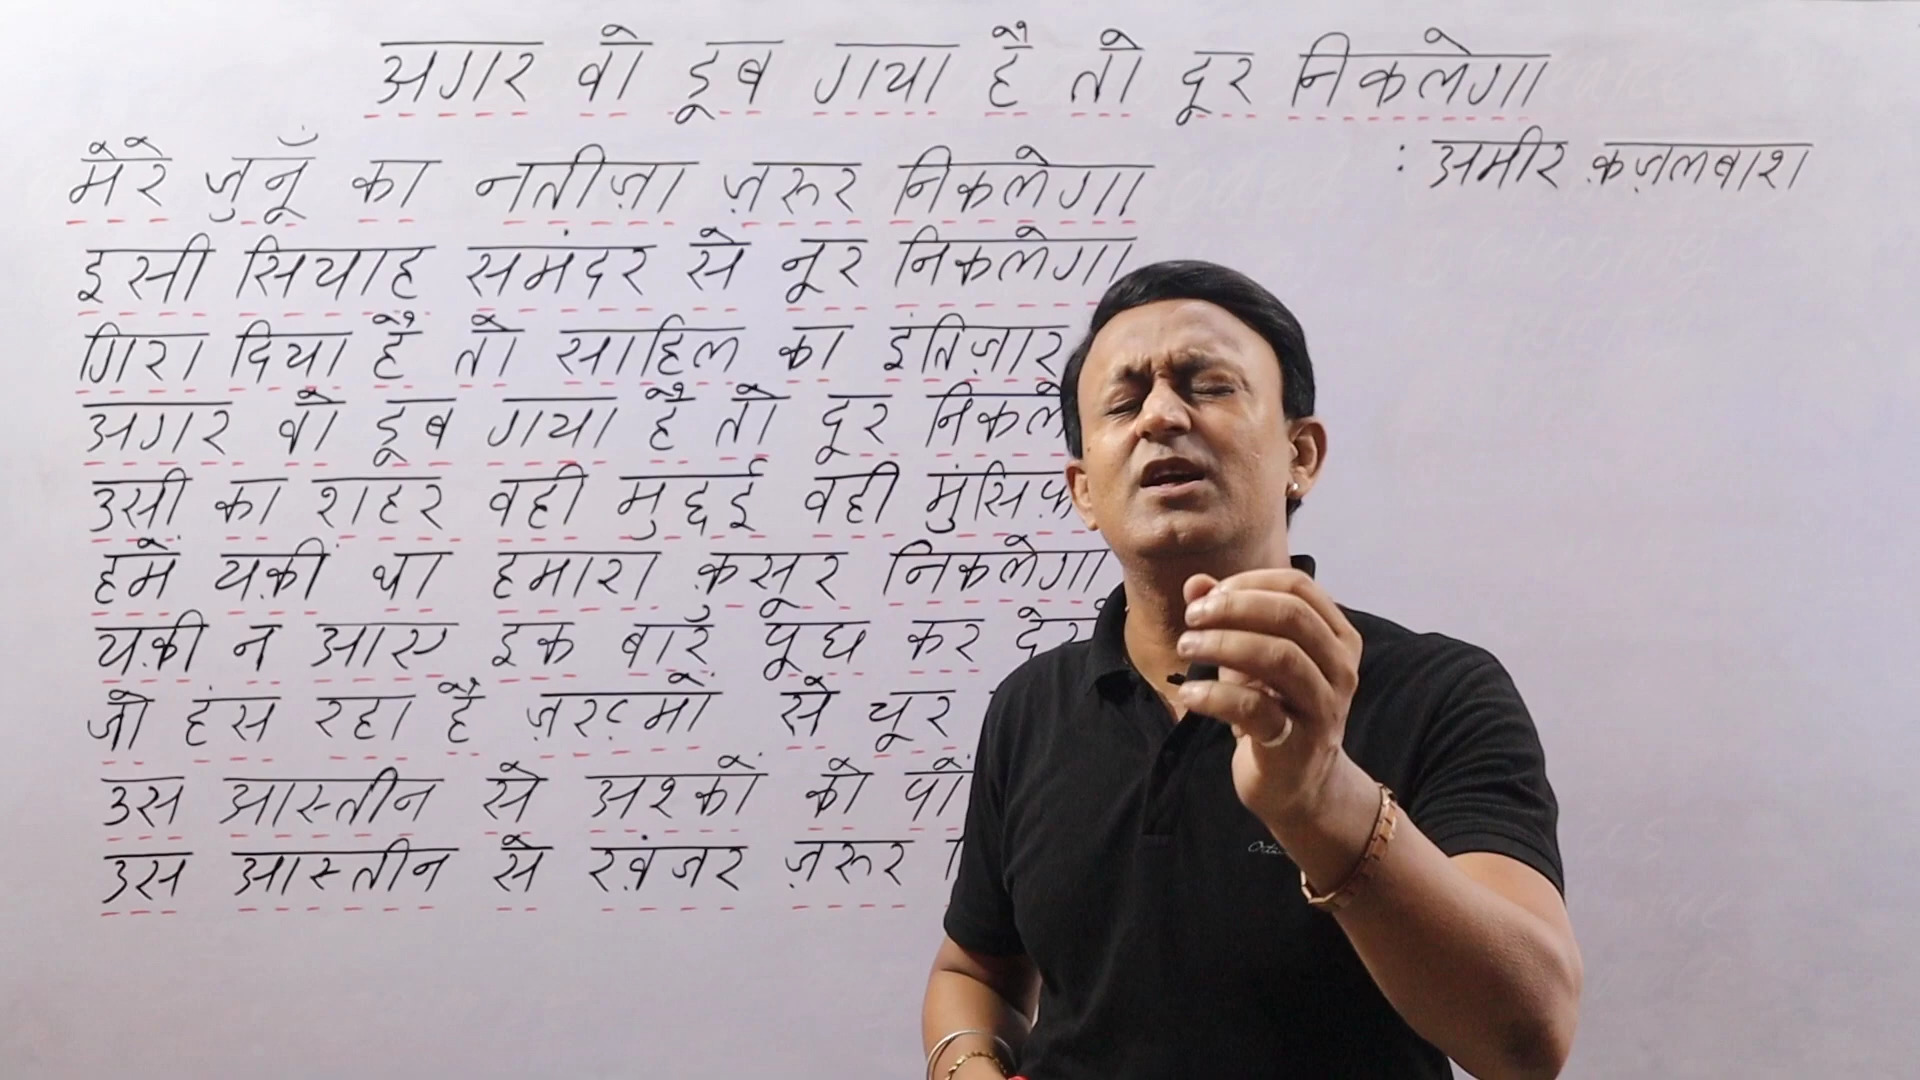 अगर वो डूब गया है तो दूर निकलेगा
: अमीर क़ज़लबाश
मेरे जुनूँ का नतीज़ा ज़रूर निकलेगा
इसी सियाह समंदर से नूर निकलेगा
गिरा दिया है तो साहिल का इंतिज़ार
अगर वो डूब गया है तो दूर निकले
उसी का शहर वही मुद्दई वही मुंसिफ़
हमें यक़ीं था हमारा क़सूर निकलेगा
यक़ीं न आए इक बार पूछ कर
जो हंस रहा है ज़ख़्मों से चूर
उस आस्तीन से अश्कों को पों
उस आस्तीन से ख़ंजर ज़रूर